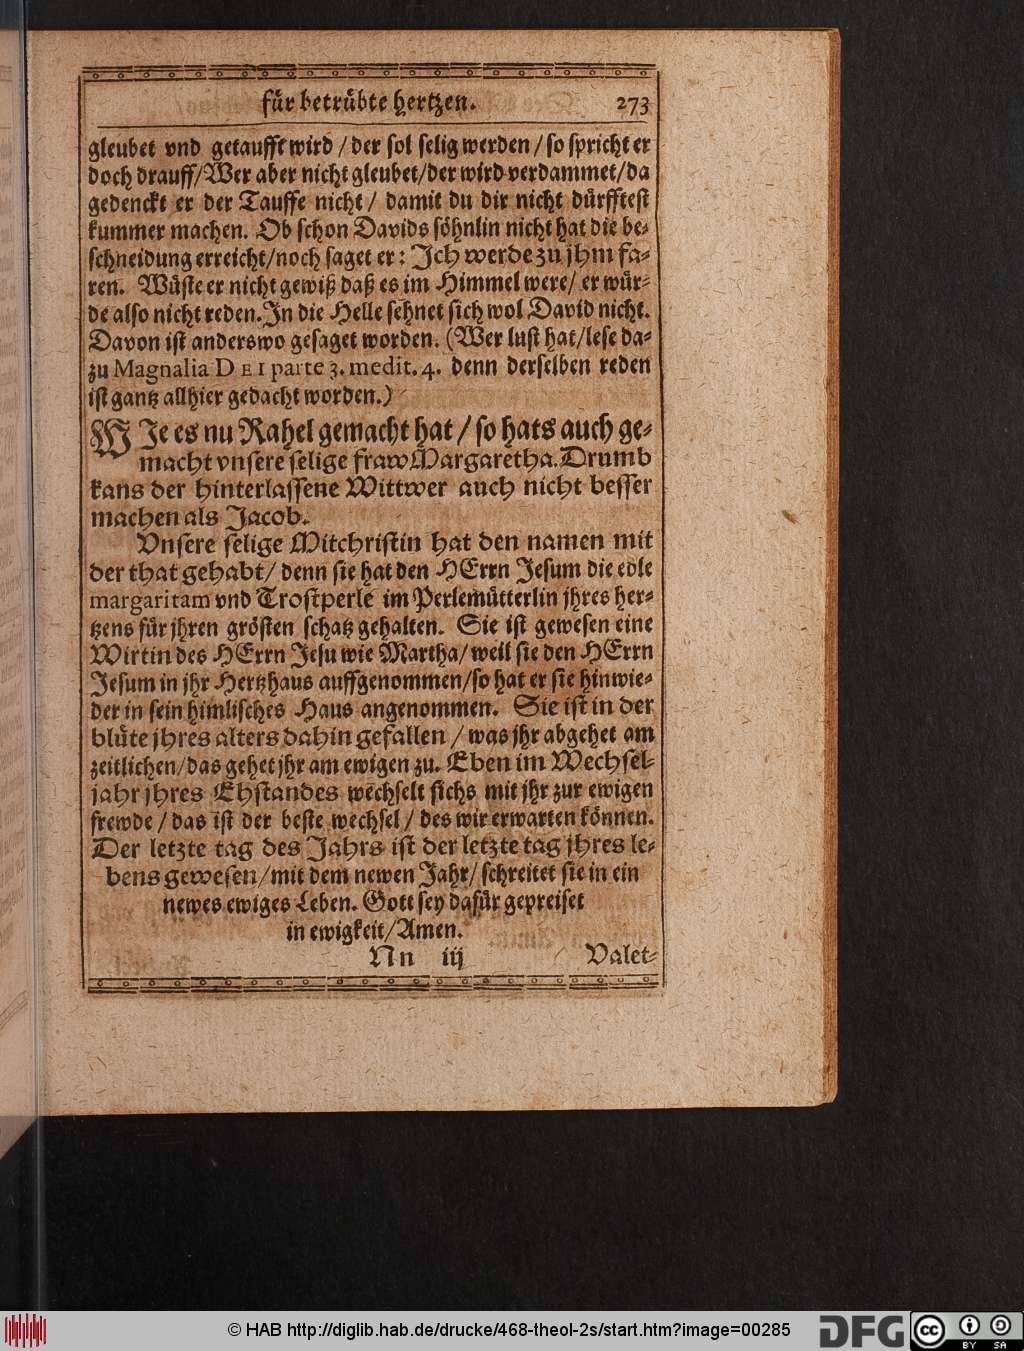 für betrübte hertzen. 273
gleubet vnd getaufft wird / der sol selig werden / so spricht er
doch drauff/Wer aber nicht gleubet/der wird verdammet/da
gedenckt er der Tauffe nicht / damit du dir nicht dürfftest
kummer machen. Ob schon Davids söhnlin nicht hat die be-
schneidung erreicht/noch saget er: Ich werde zu jhm fa-
ren. Wüste er nicht gewiß daß es im Himmel were/ er wür-
de also nicht reden. In die Helle sehnet sich wol David nicht.
Davon ist anderswo gesaget worden. (Wer lust hat/lese da-
zu Magnalia DEI parte 3. medit. 4. denn derselben reden
ist gantz allhier gedacht worden.)
WIe es nu Rahel gemacht hat / so hats auch ge-
macht vnsere selige fraw Margaretha. Drumb
kans der hinterlassene Wittwer auch nicht besser
machen als Jacob.
Vnsere selige Mitchristin hat den namen mit
der that gehabt/ denn sie hat den HErrn Jesum die edle
margaritam vnd Trostperle im Perlemütterlin jhres her-
tzens für jhren grösten schatz gehalten. Sie ist gewesen eine
Wirtin des HErrn Jesu wie Martha/ weil sie den HErrn
Jesum in jhr Hertzhaus auffgenommen/so hat er sie hinwie-
der in sein himlisches Haus angenommen. Sie ist in der
blüte jhres alters dahin gefallen / was jhr abgehet am
zeitlichen/das gehet jhr am ewigen zu. Eben im Wechsel-
jahr jhres Ehstandes wechselt sichs mit jhr zur ewigen
frewde / das ist der beste wechsel / des wir erwarten können.
Der letzte tag des Jahrs ist der letzte tag jhres le-
bens gewesen/mit dem newen Jahr/ schreitet sie in ein
newes ewiges Leben. Gott sey dafür gepreiset
in ewigkeit/Amen.
Nn iij Valet-
© HAB http://diglib.hab.de/drucke/468-theol-2s/start.htm?image=00285
DFG cc BY SA